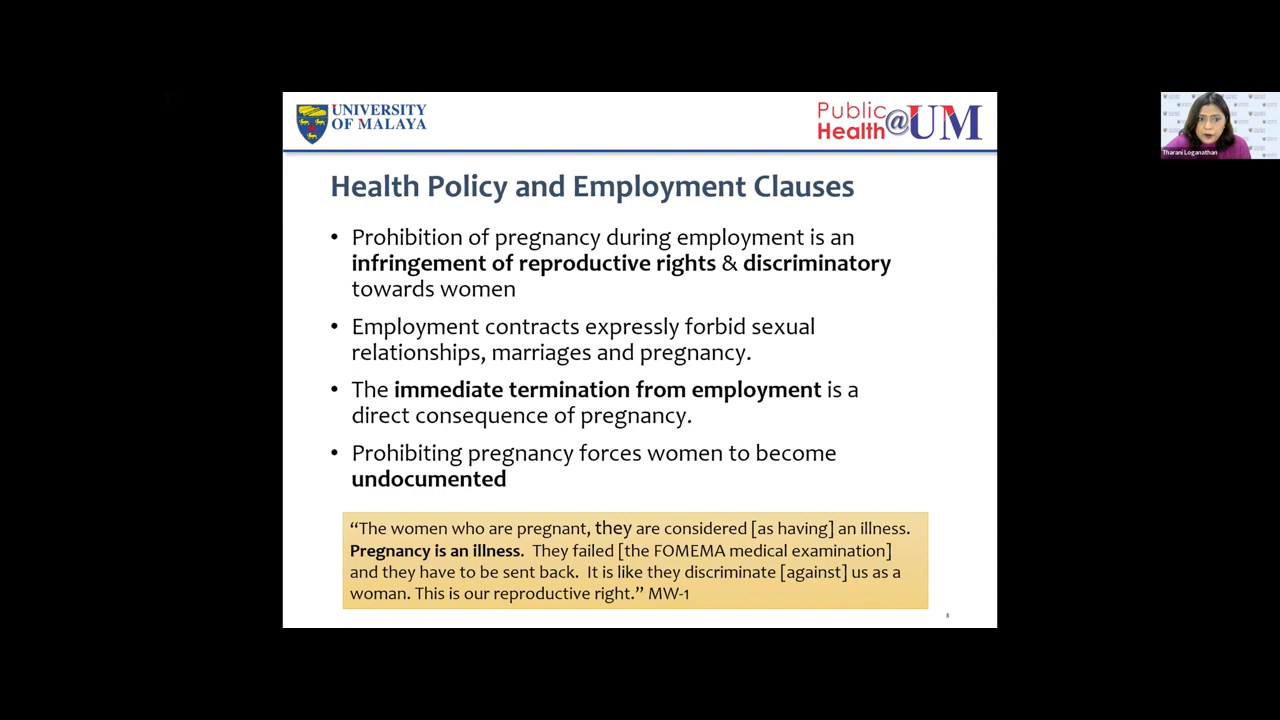 UNIVERSITY
OF MALAYA
Public
Health@UM
Tharani Loganathan
Health Policy and Employment Clauses
• Prohibition of pregnancy during employment is an
infringement of reproductive rights & discriminatory
towards women
• Employment contracts expressly forbid sexual
relationships, marriages and pregnancy.
• The immediate termination from employment is a
direct consequence of pregnancy.
• Prohibiting pregnancy forces women to become
undocumented
“The women who are pregnant, they are considered [as having] an illness.
Pregnancy is an illness. They failed [the FOMEMA medical examination]
and they have to be sent back. It is like they discriminate [against] us as a
woman. This is our reproductive right.” MW-1
8